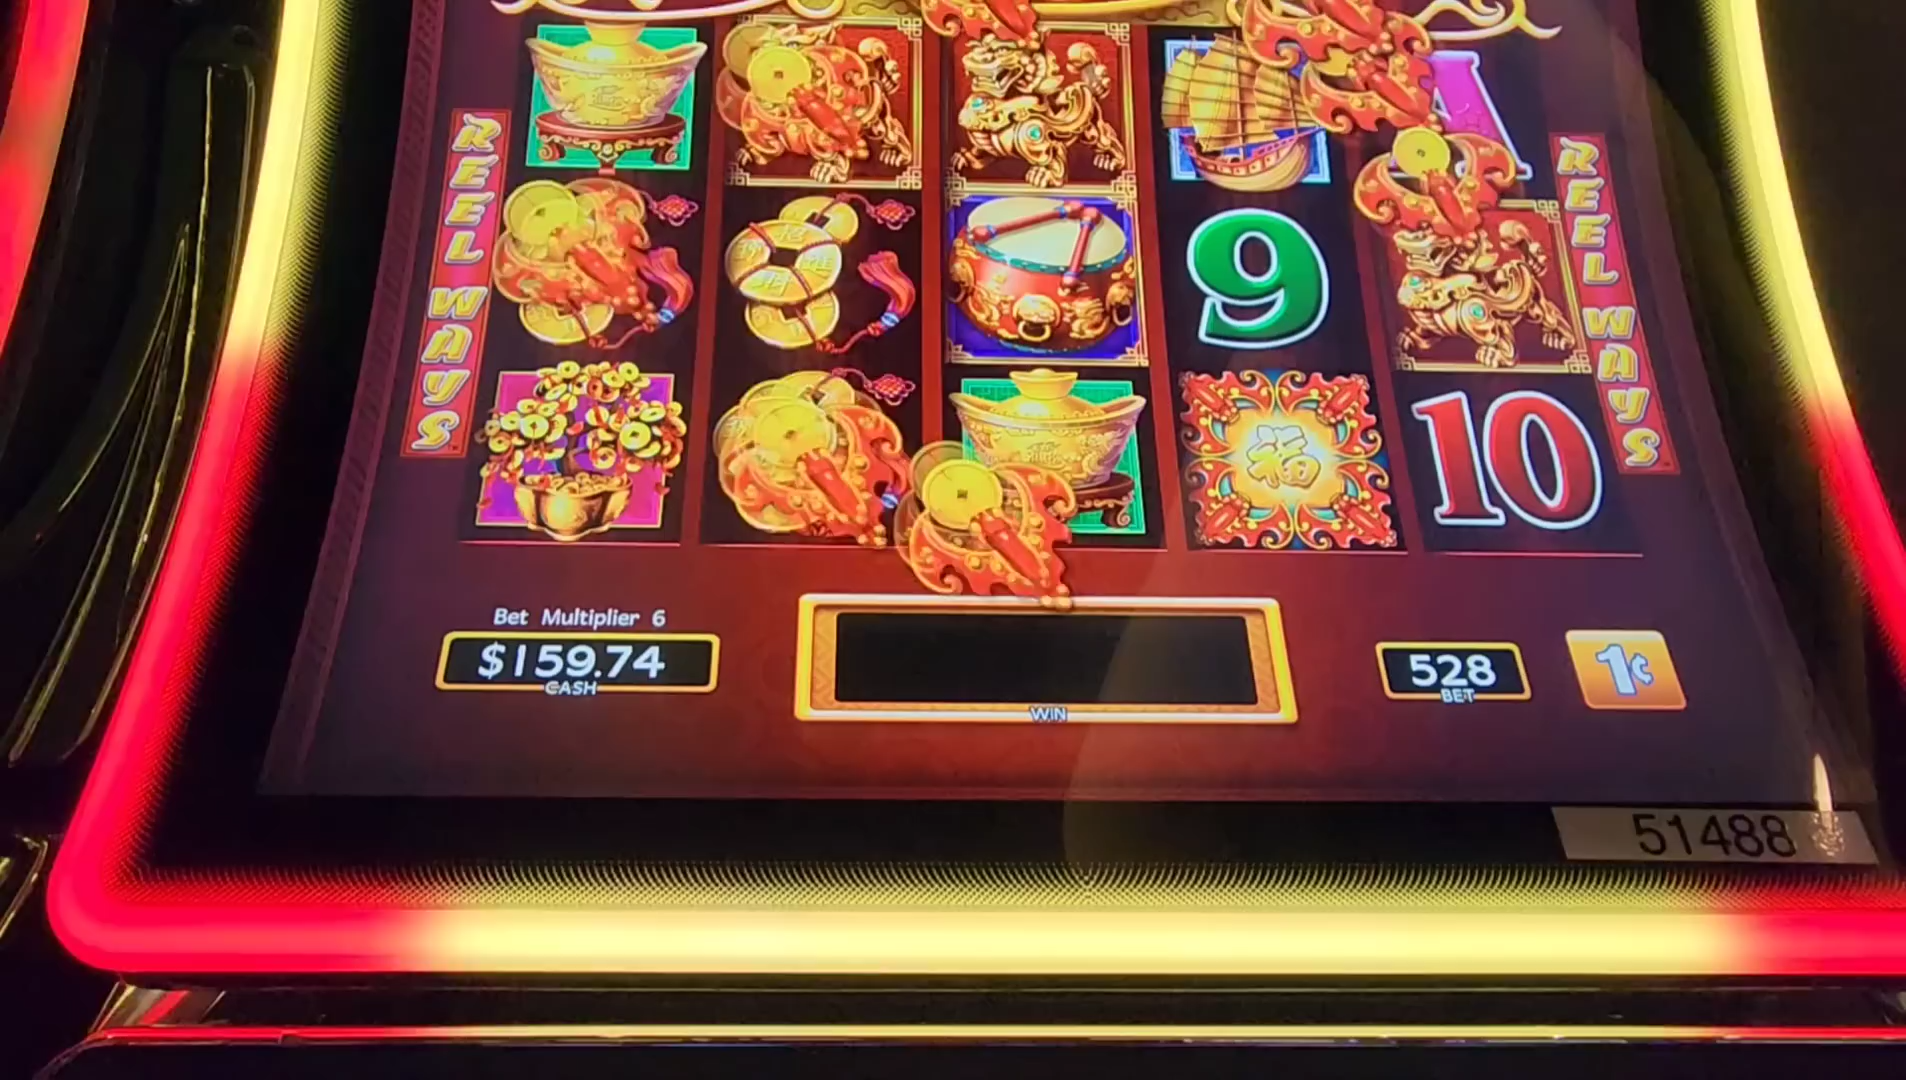 A
REEL WAYS
REEL WAYS
9
福
10
Bet Multiplier 6
$159.74
CASH
WIN
528
BET
1¢
51488